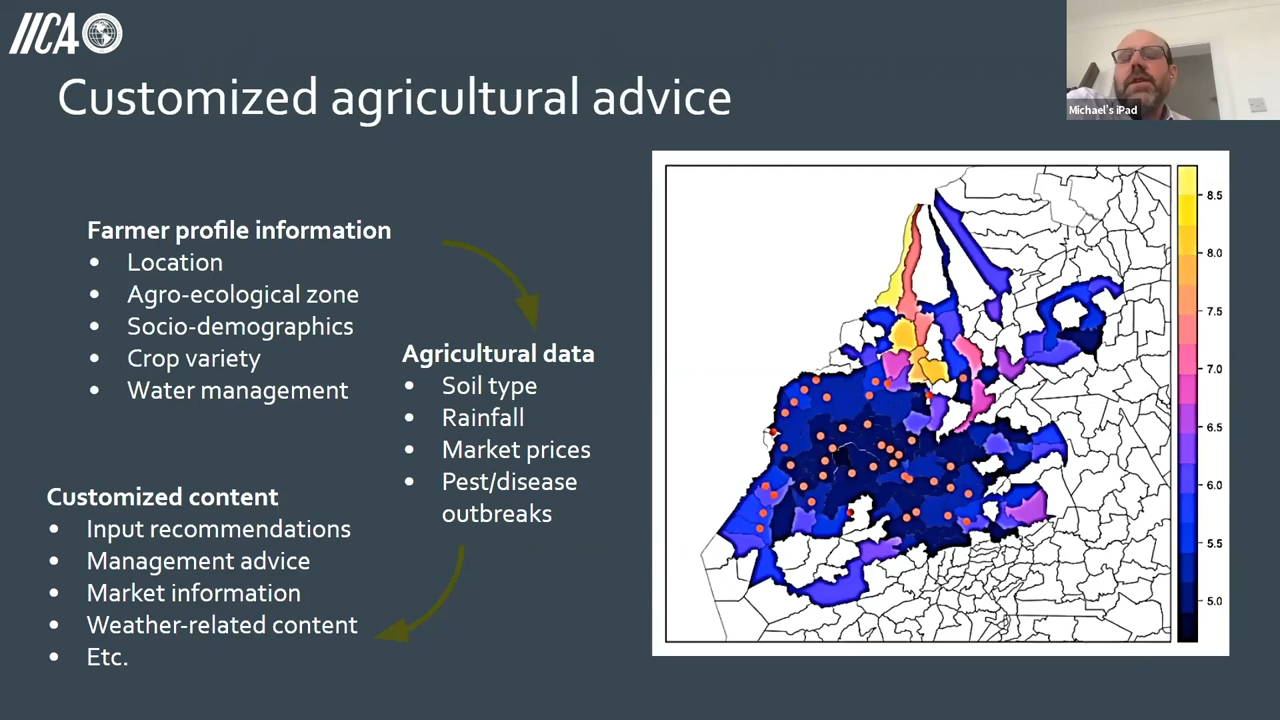 IICA
Customized agricultural advice
Michael's iPad
Farmer profile information
• Location
• Agro-ecological zone
• Socio-demographics
• Crop variety
• Water management
Agricultural data
• Soil type
• Rainfall
• Market prices
• Pest/disease
outbreaks
Customized content
• Input recommendations
• Management advice
• Market information
• Weather-related content
• Etc.
8.5
8.0
7.5
7.0
6.5
6.0
5.5
5.0